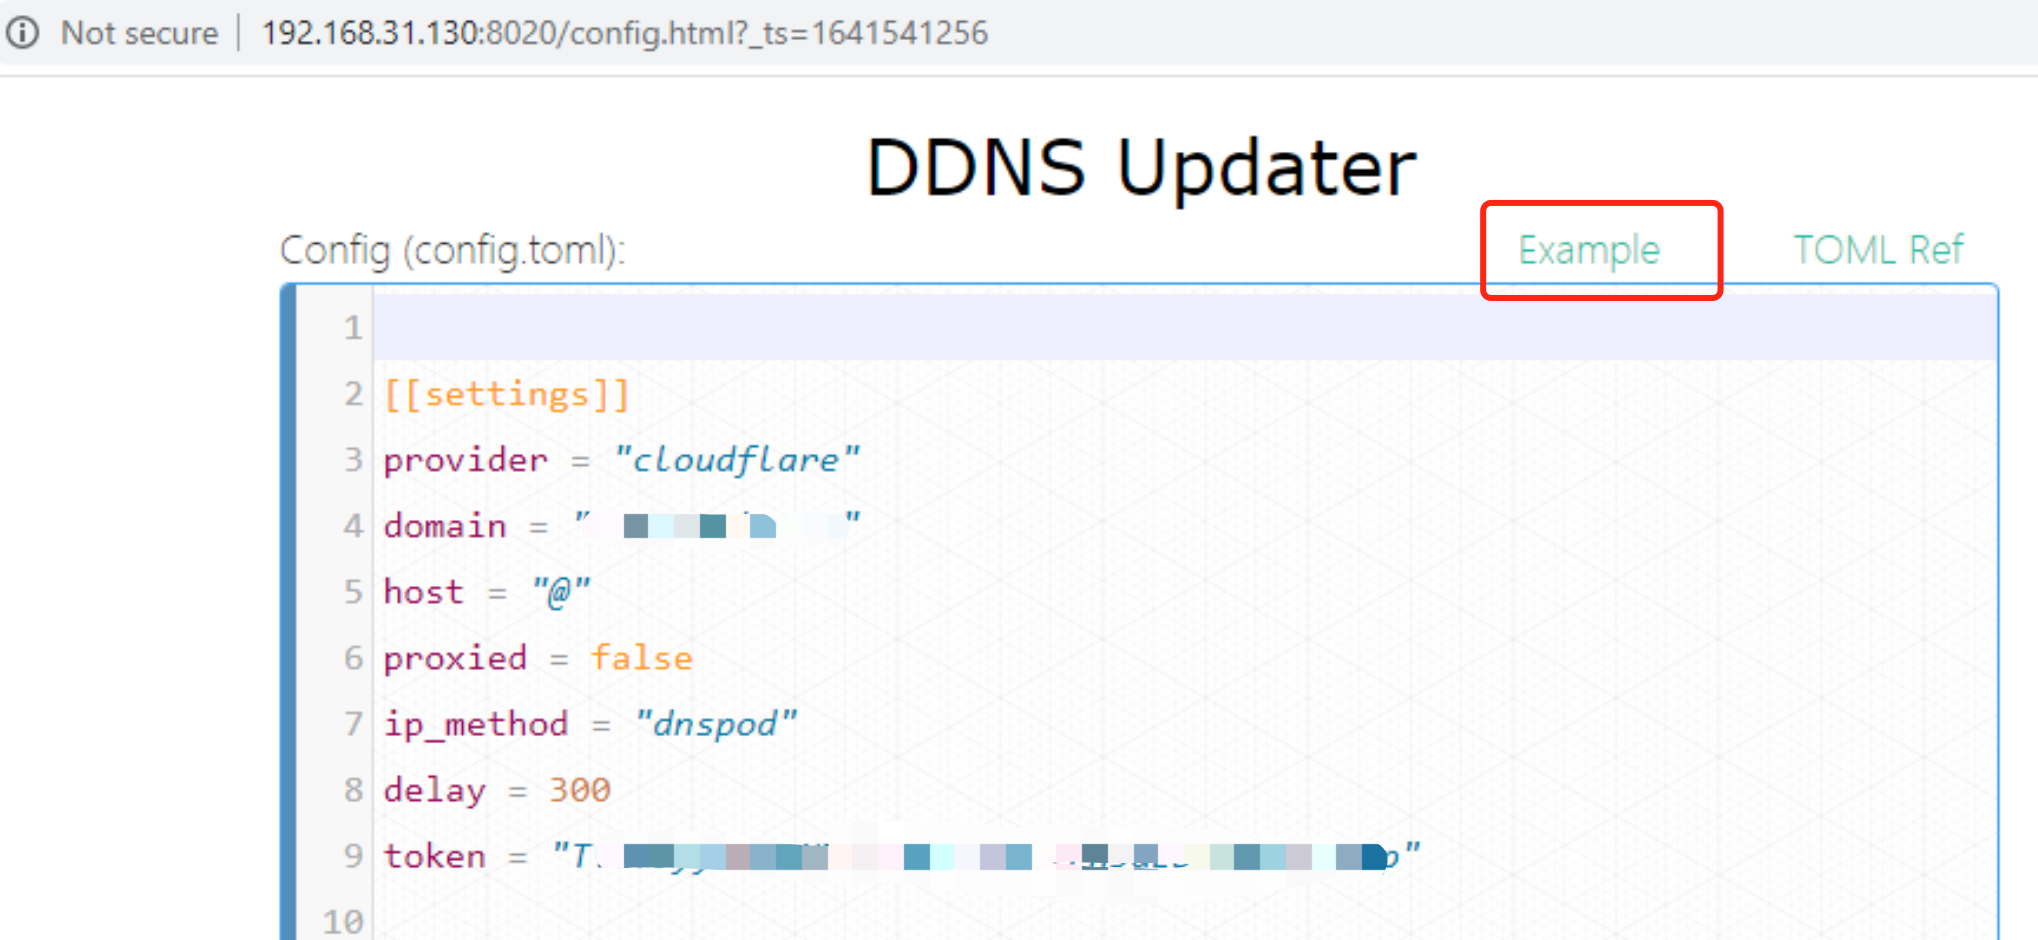 Not secure | 192.168.31.130:8020/config.html?_ts=1641541256
DDNS Updater
Config (config.toml): Example TOML Ref
1
2 [[settings]]
3 provider = "cloudflare"
4 domain = " "
5 host = "@"
6 proxied = false
7 ip_method = "dnspod"
8 delay = 300
9 token = "T p"
10